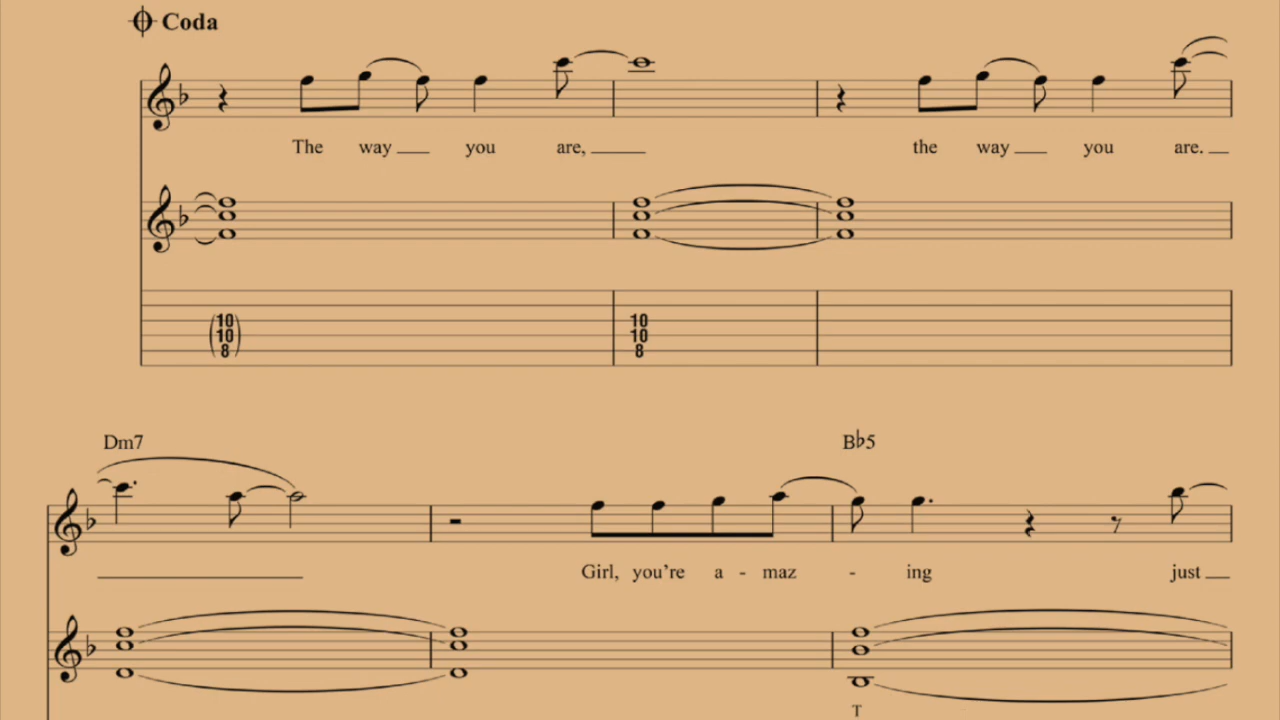 Coda
The way you are, the way you are.
10 10
10 10
8 8
Dm7 B♭5
Girl, you're a - maz - ing just
T